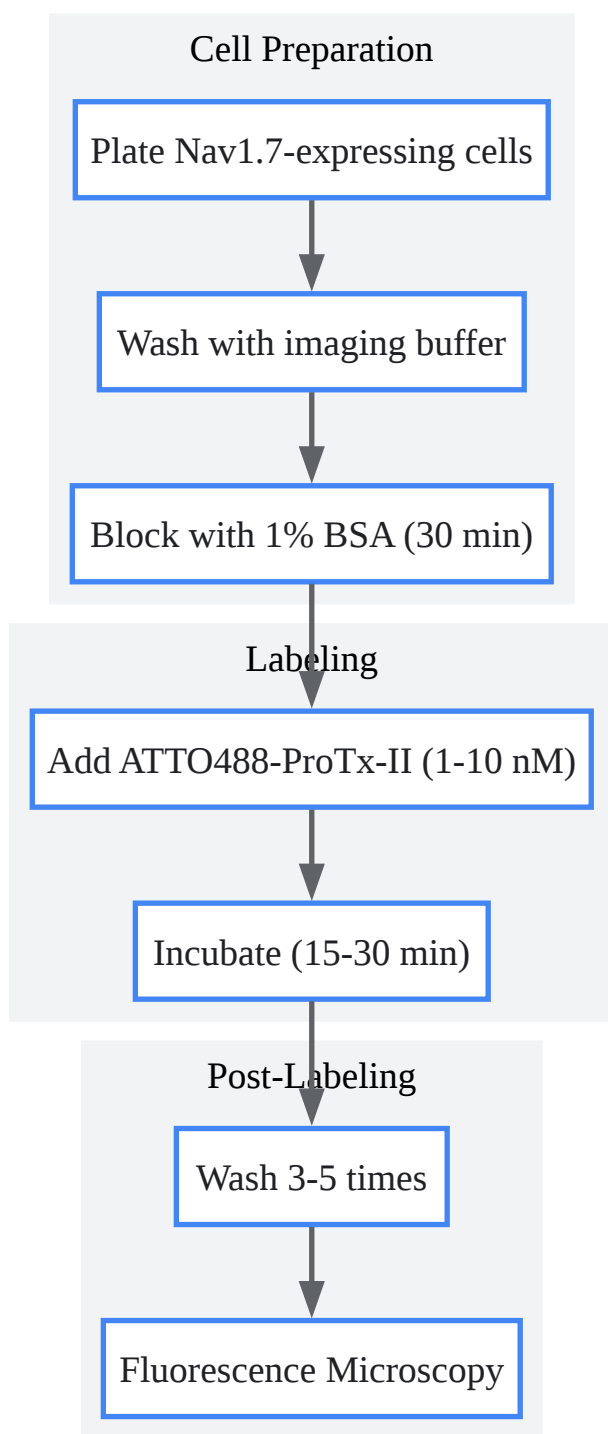 Cell Preparation
Plate Nav1.7-expressing cells
Wash with imaging buffer
Block with 1% BSA (30 min)
Labeling
Add ATTO488-ProTx-II (1-10 nM)
Incubate (15-30 min)
Post-Labeling
Wash 3-5 times
Fluorescence Microscopy